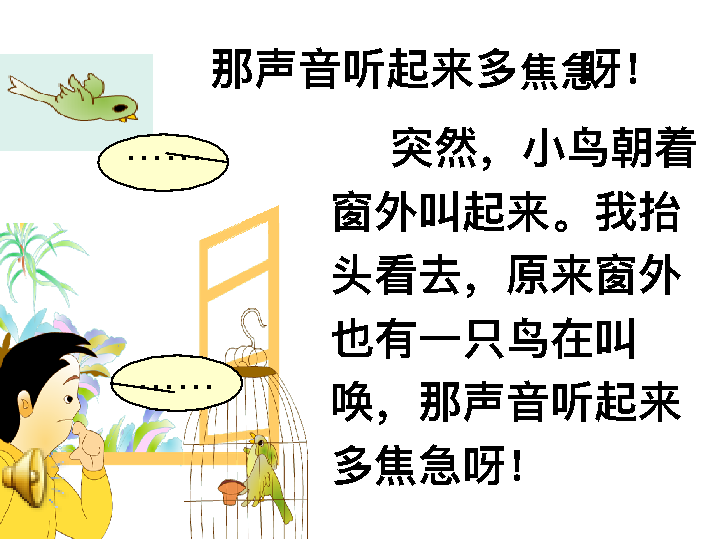 那声音听起来多焦急呀！
……
突然，小鸟朝着
窗外叫起来。我抬
头看去，原来窗外
也有一只鸟在叫
唤，那声音听起来
多焦急呀！
……